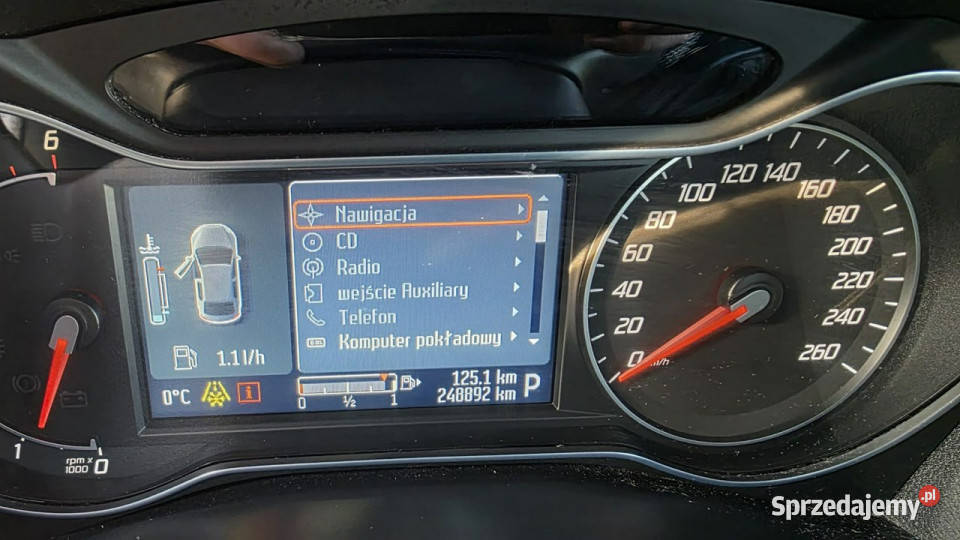 6
1
rpm x
1000
0
Nawigacja
CD
Radio
wejście Auxiliary
Telefon
Komputer pokładowy
1.1 l/h
0°C
i
0 ½ 1
125.1 km
248892 km
P
0
20
40
60
80
100
120
140
160
180
200
220
240
260
km/h
Sprzedajemy.pl